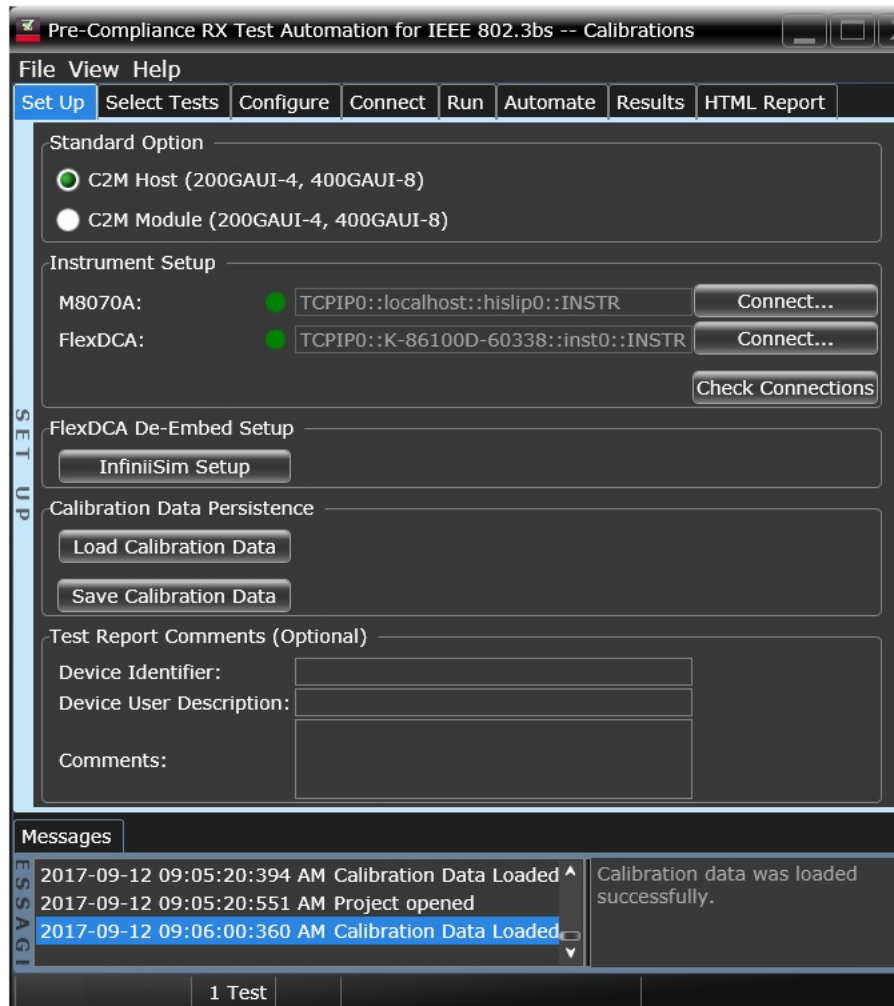 Pre-Compliance RX Test Automation for IEEE 802.3bs -- Calibrations
File View Help
Set Up Select Tests Configure Connect Run Automate Results HTML Report
Standard Option
C2M Host (200GAUI-4, 400GAUI-8)
C2M Module (200GAUI-4, 400GAUI-8)
Instrument Setup
M8070A: TCPIP0::localhost::hislip0::INSTR Connect...
FlexDCA: TCPIP0::K-86100D-60338::inst0::INSTR Connect...
Check Connections
SET UP
FlexDCA De-Embed Setup
InfiniiSim Setup
Calibration Data Persistence
Load Calibration Data
Save Calibration Data
Test Report Comments (Optional)
Device Identifier:
Device User Description:
Comments:
Messages
ESSAG
2017-09-12 09:05:20:394 AM Calibration Data Loaded
2017-09-12 09:05:20:551 AM Project opened
2017-09-12 09:06:00:360 AM Calibration Data Loaded
Calibration data was loaded
successfully.
1 Test